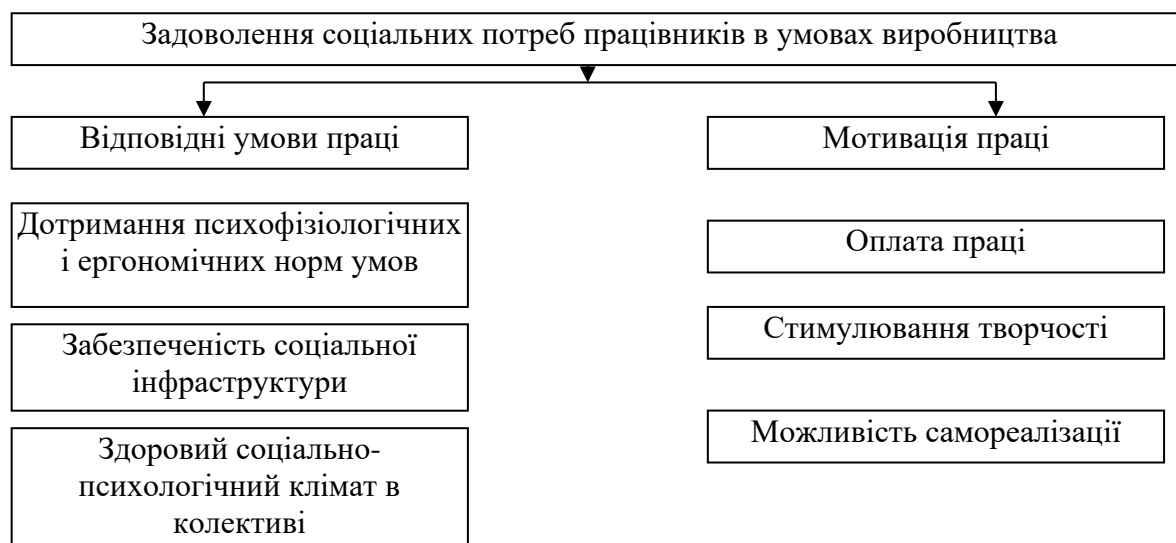 Задоволення соціальних потреб працівників в умовах виробництва
Відповідні умови праці
Мотивація праці
Дотримання психофізіологічних
і ергономічних норм умов
Оплата праці
Забезпеченість соціальної
інфраструктури
Стимулювання творчості
Здоровий соціально-
психологічний клімат в
колективі
Можливість самореалізації